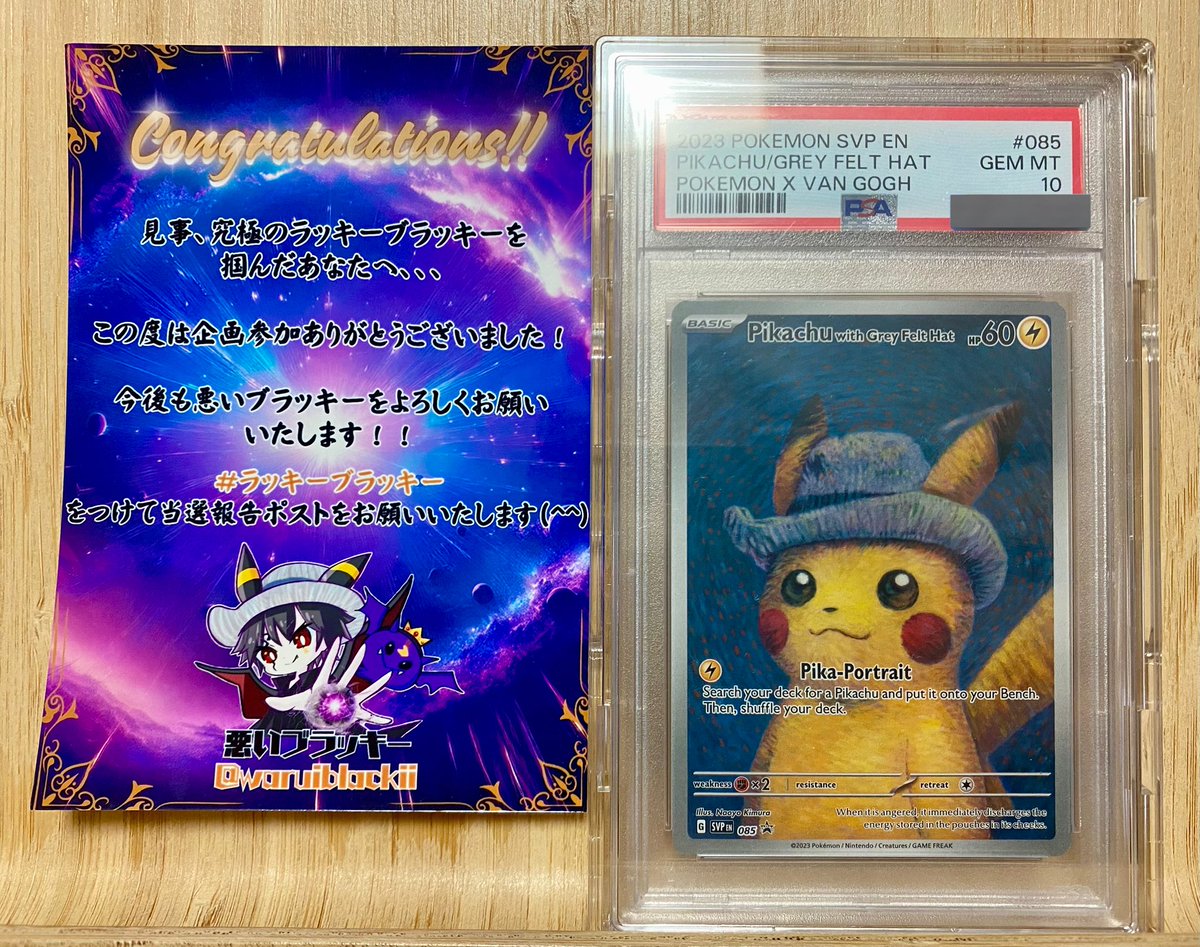 Congratulations!!
見事、究極のラッキーブラッキーを
掴んだあなたへ、、、
この度は企画参加ありがとうございました！
今後も悪いブラッキーをよろしくお願い
いたします！！
#ラッキーブラッキー
をつけて当選報告ポストをお願いいたします(^^)
悪いブラッキー
@waruiblackii
2023 POKEMON SVP EN #085
PIKACHU/GREY FELT HAT GEM MT
POKEMON X VAN GOGH 10
PSA
BASIC Pikachu with Grey Felt Hat HP 60
Pika-Portrait
Search your deck for a Pikachu and put it onto your Bench.
Then, shuffle your deck.
weakness ×2 resistance retreat
Illus. Naoyo Kimura
When it is angered, it immediately discharges the
energy stored in the pouches in its cheeks.
G SVP EN 085
©2023 Pokémon / Nintendo / Creatures / GAME FREAK